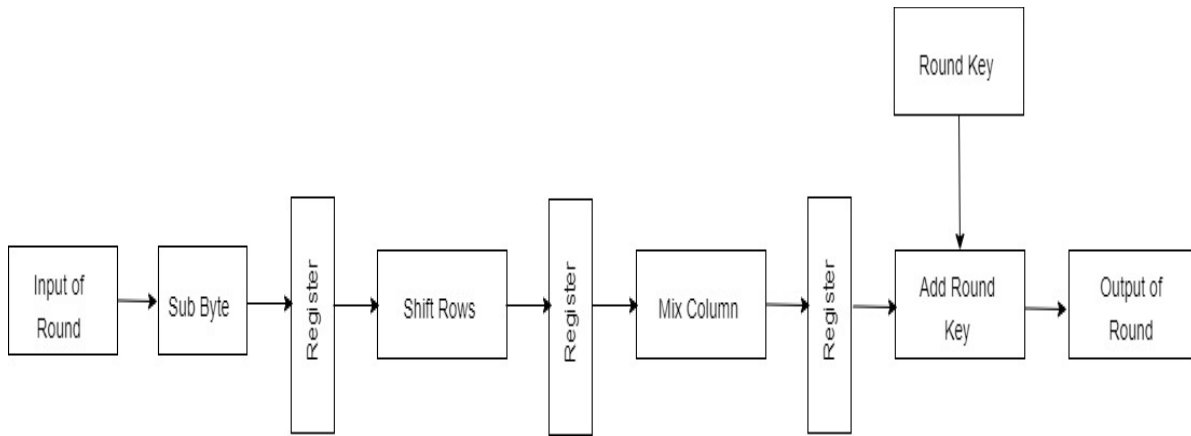 Round Key
Input of
Round
Sub Byte
Register
Shift Rows
Register
Mix Column
Register
Add Round
Key
Output of
Round